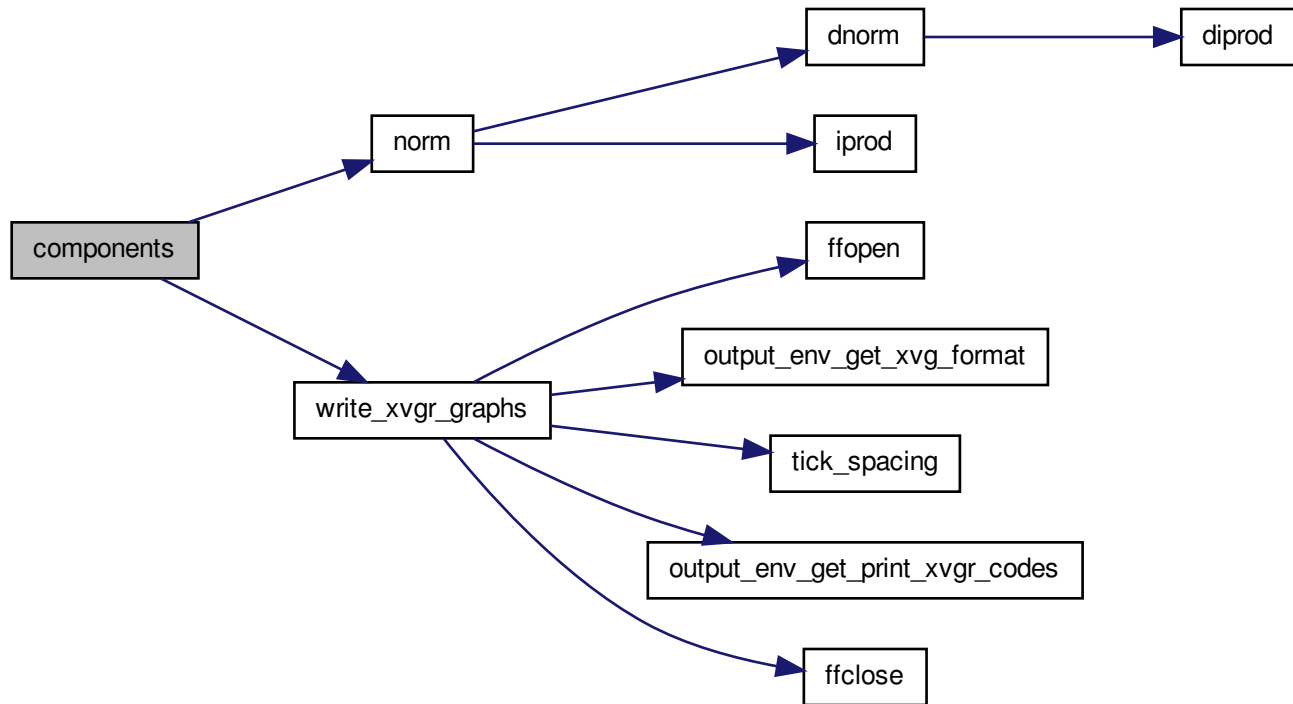 dnorm
diprod
norm
iprod
components
ffopen
output_env_get_xvg_format
write_xvgr_graphs
tick_spacing
output_env_get_print_xvgr_codes
ffclose